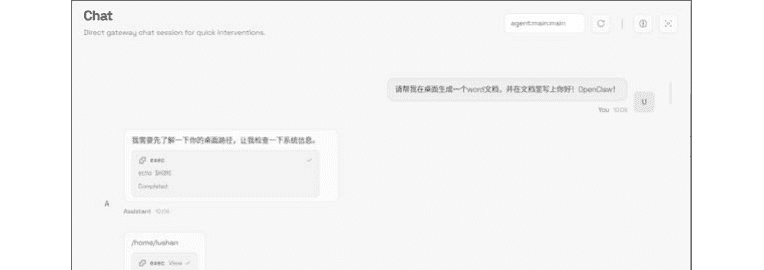 Chat
Direct gateway chat session for quick interventions.
agent:main:main
请帮我在桌面生成一个word文档，并在文档里写上你好！OpenClaw！
U
You 10:06
我需要先了解一下你的桌面路径，让我检查一下系统信息。
exec
echo $HOME
Completed
A
Assistant 10:06
/home/lushan
exec View